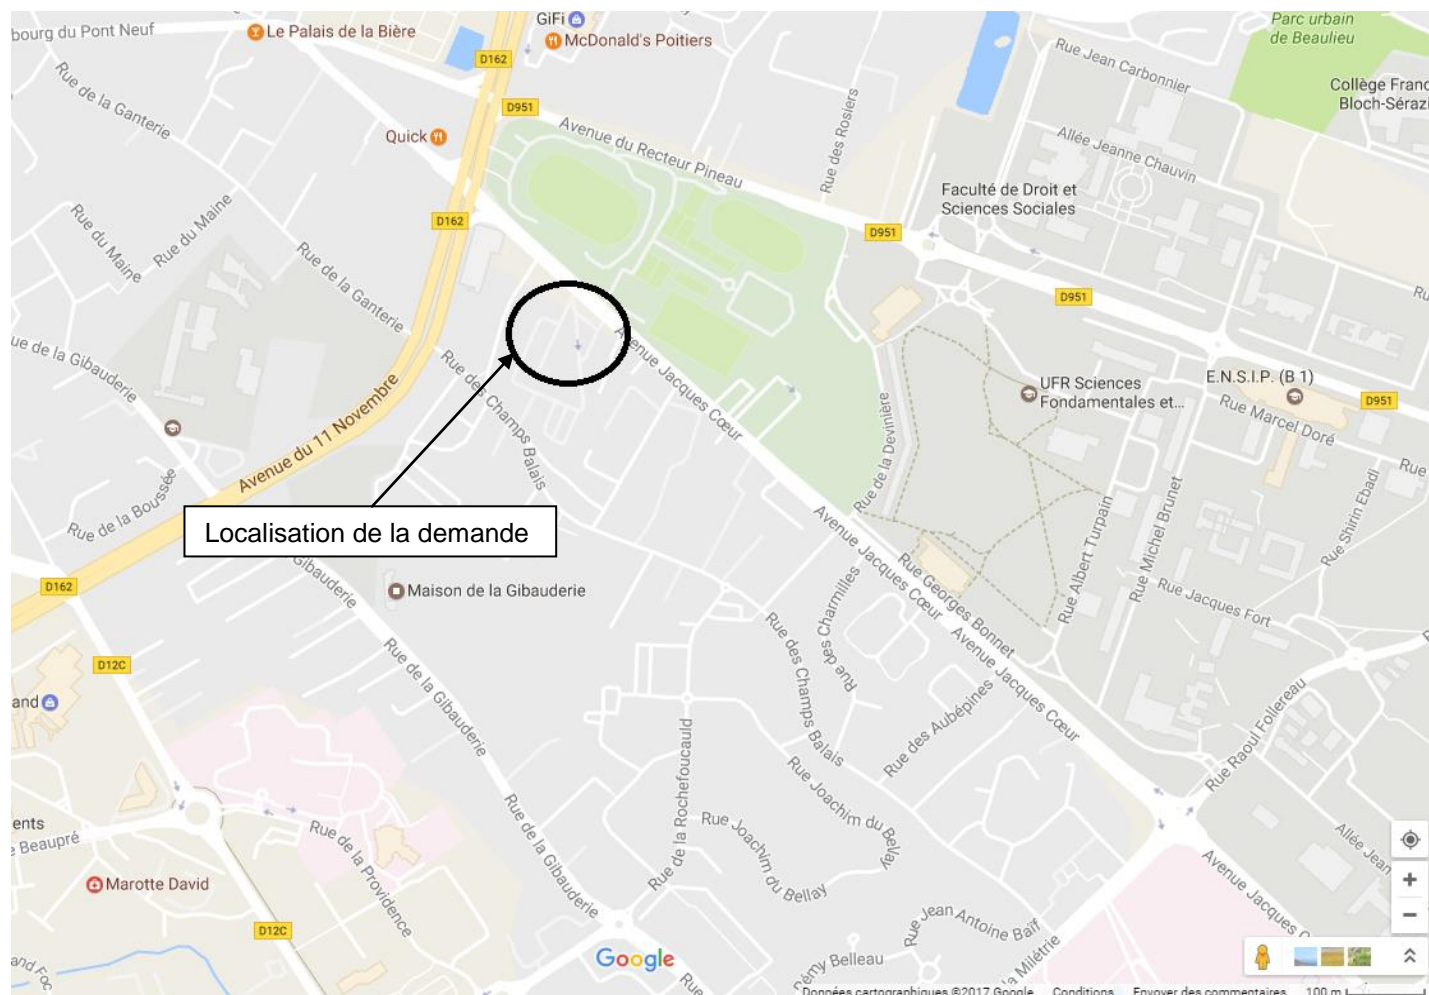 bourg du Pont Neuf
Le Palais de la Bière
GiFi
McDonald's Poitiers
Parc urbain
de Beaulieu
Rue Jean Carbonnier
D162
Collège Franc
Bloch-Sérazi
Rue de la Ganterie
D951
Quick
Avenue du Recteur Pineau
Rue des Rosiers
Allée Jeanne Chauvin
Faculté de Droit et
Sciences Sociales
Rue du Maine
Rue du Maine
D162
D951
Rue de la Ganterie
D951
Ru
ue de la Gibauderie
Avenue Jacques Cœur
Rue des Champs Balais
Avenue du 11 Novembre
UFR Sciences
Fondamentales et...
E.N.S.I.P. (B 1)
D951
Rue Marcel Doré
Rue
Rue de la Devinière
Rue de la Boussée
Localisation de la demande
Avenue Jacques Cœur
Rue Albert Turpain
Rue Michel Brunet
Rue Shirin Ebadi
Gibauderie
D162
Maison de la Gibauderie
Rue Georges Bonnet
Rue Jacques Fort
Rue des Charmilles
Rue des Champs Balais
Avenue Jacques Cœur
D12C
Rue de la Gibauderie
and
Rue des Aubépines
Rue Raoul Follereau
Rue de la Rochefoucauld
Rue Joachim du Bellay
Rue Joachim du Bellay
ents
Beaupré
Rue de la Providence
Rue de la Gibauderie
Allée Jean
Marotte David
Avenue Jacques C
D12C
Rue Jean Antoine Baïf
and Foc
Google
Rue
émy Belleau
a Milétrie
Données cartographiques ©2017 Google
Conditions
Envoyer des commentaires
100 m